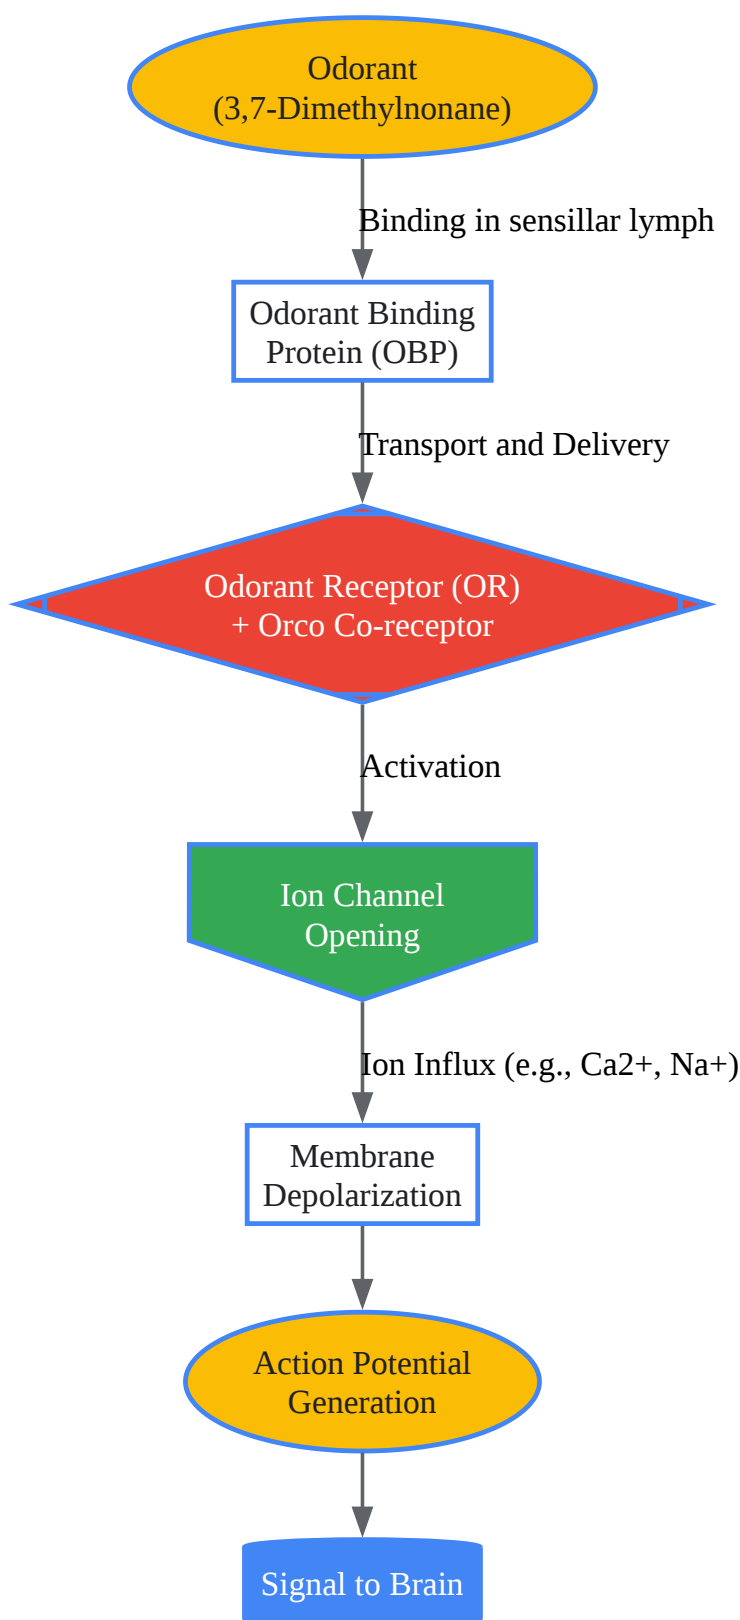 Odorant
(3,7-Dimethylnonane)
Binding in sensillar lymph
Odorant Binding
Protein (OBP)
Transport and Delivery
Odorant Receptor (OR)
+ Orco Co-receptor
Activation
Ion Channel
Opening
Ion Influx (e.g., Ca2+, Na+)
Membrane
Depolarization
Action Potential
Generation
Signal to Brain